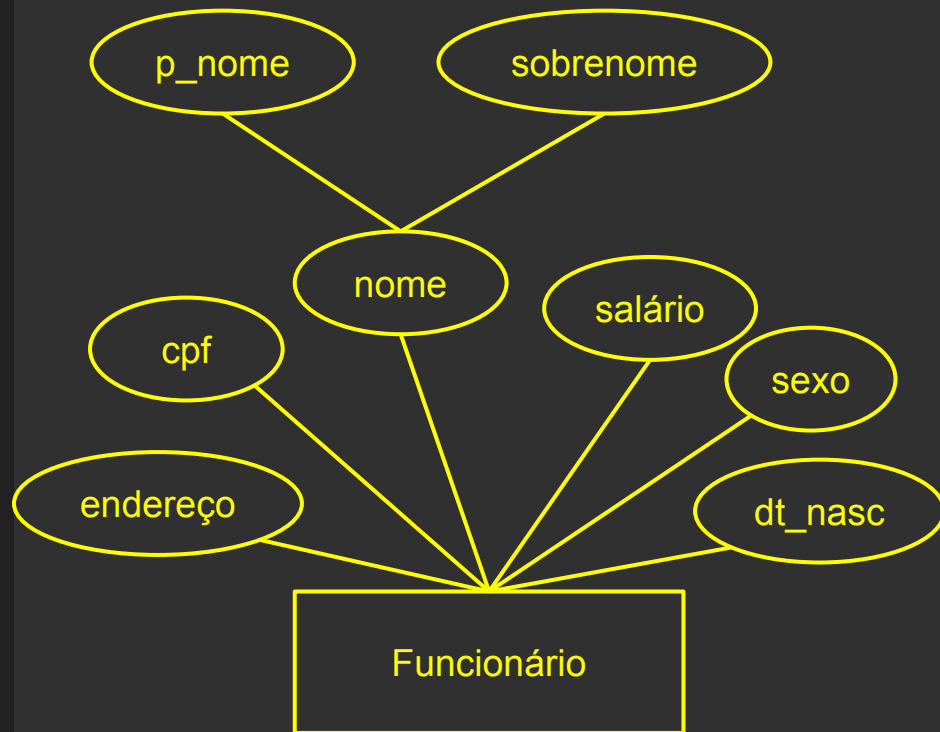 p_nome
sobrenome
nome
salário
cpf
sexo
endereço
dt_nasc
Funcionário